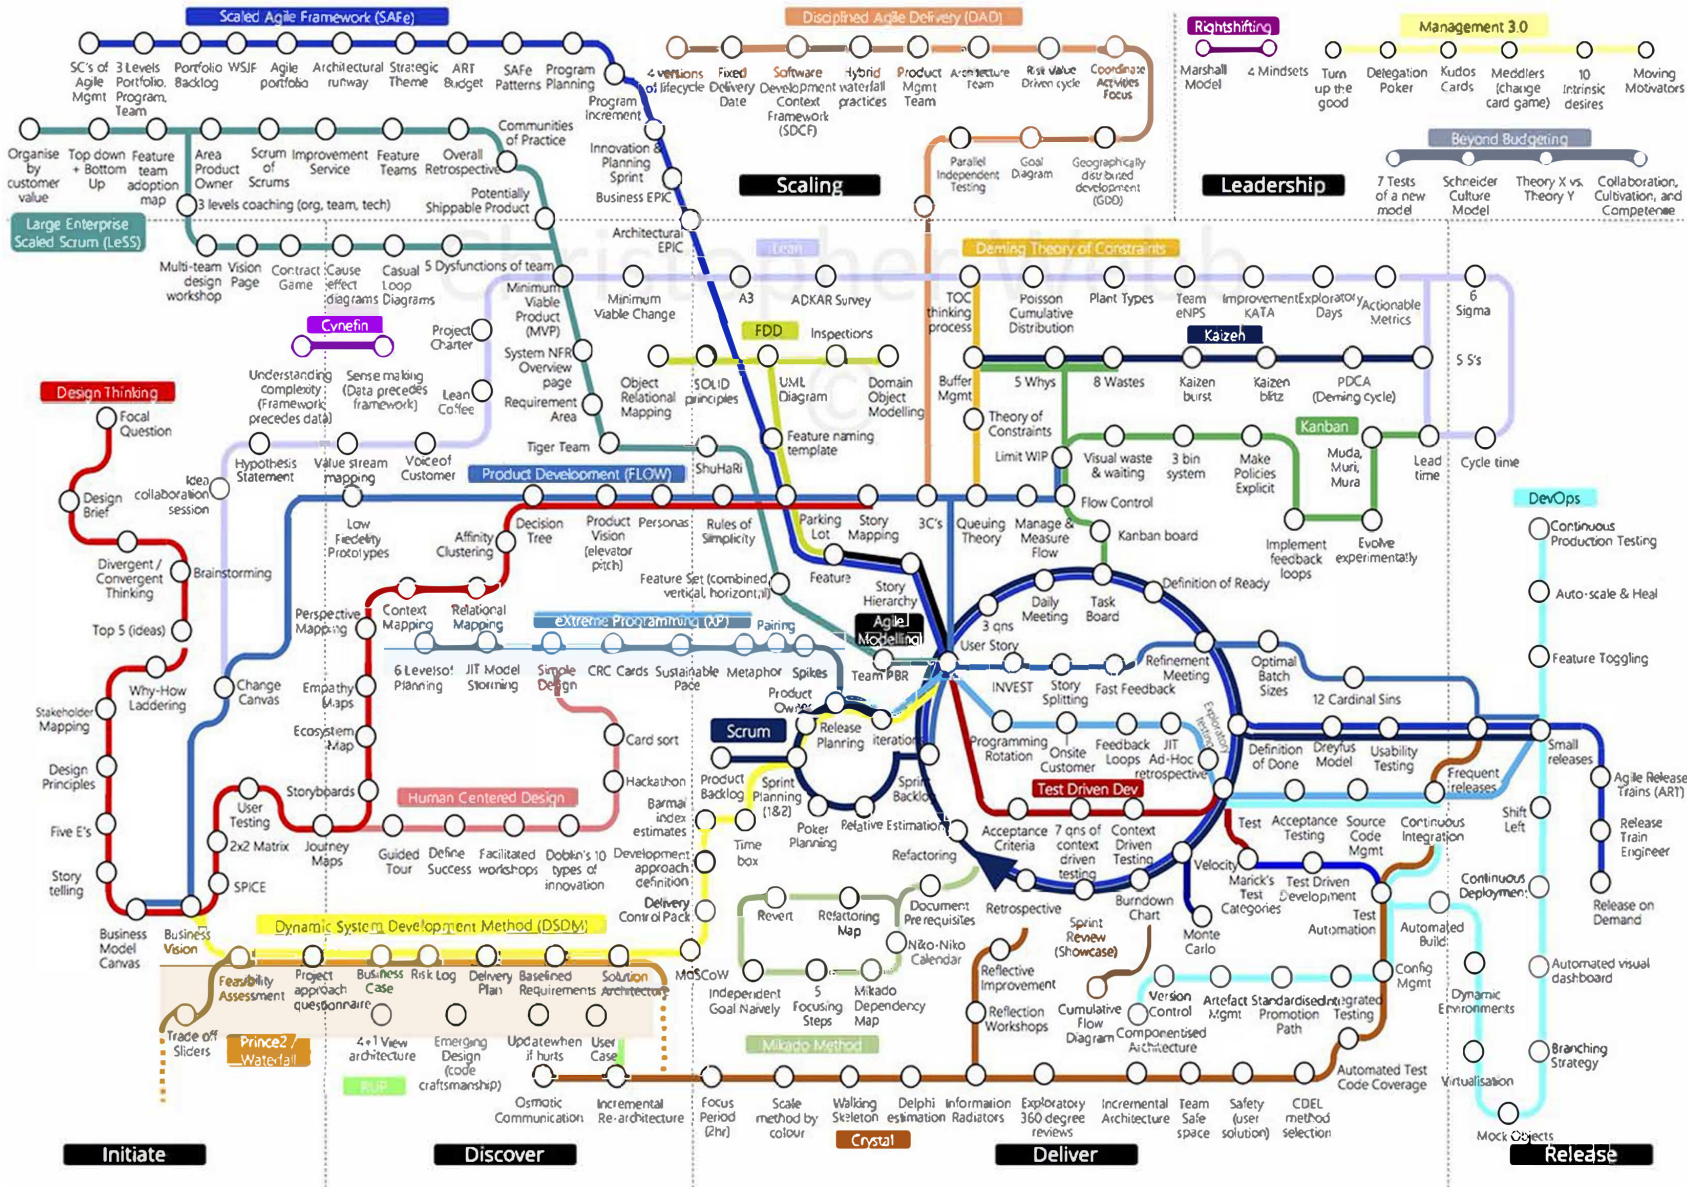 Scaled Agile Framework (SAFe)
SC's of
Agile
Mgmt
3 Levels
Portfolio,
Program,
Team
Portfolio
Backlog
WSJF
Agile
portfolio
Architectural
runway
Strategic
Theme
ART
Budget
SAFe
Patterns
Program
Planning
Program
Increment
Innovation &
Planning
Sprint
Business EPIC
Architectural
EPIC
Disciplined Agile Delivery (DAD)
4 versions
of lifecycle
Fixed
Delivery
Date
Software
Development
Context
Framework
(SDCF)
Hybrid
waterfall
practices
Product
Mgmt
Team
Architecture
Team
Risk Value
Driven cycle
Coordinate
Activities
Focus
Parallel
Independent
Testing
Goal
Diagram
Geographically
distributed
development
(GDD)
Scaling
Rightshifting
Marshall
Model
4 Mindsets
Management 3.0
Turn
up the
good
Delegation
Poker
Kudos
Cards
Meddlers
(change
card game)
10
Intrinsic
desires
Moving
Motivators
Beyond Budgeting
7 Tests
of a new
model
Schneider
Culture
Model
Theory X vs.
Theory Y
Collaboration,
Cultivation, and
Competence
Leadership
Organise
by
customer
value
Top down
+ Bottom
Up
Feature
team
adoption
map
Area
Product
Owner
Scrum
of
Scrums
Improvement
Service
Feature
Teams
Overall
Retrospective
Communities
of Practice
Potentially
Shippable Product
3 levels coaching (org, team, tech)
Large Enterprise
Scaled Scrum (LeSS)
Multi-team
design
workshop
Vision
Page
Contract
Game
Cause
effect
diagrams
Casual
Loop
Diagrams
5 Dysfunctions of team
Minimum
Viable
Product
(MVP)
System NFR
Overview
page
Requirement
Area
Tiger Team
ShuHaRi
Feature Set (combined,
vertical, horizontal)
Team PBR
Christopher Webb
©
Lean
Minimum
Viable Change
A3
ADKAR Survey
Deming Theory of Constraints
TOC
thinking
process
Poisson
Cumulative
Distribution
Plant Types
Team
eNPS
Improvement
KATA
Exploratory
Days
Actionable
Metrics
6
Sigma
5 S's
Cycle time
Lead
time
Project
Charter
Lean
Coffee
Voice of
Customer
Value stream
mapping
Hypothesis
Statement
Idea
collaboration
session
Cynefin
Understanding
complexity
(Framework
precedes data)
Sense making
(Data precedes
framework)
FDD
Inspections
Object
Relational
Mapping
SOLID
principles
UML
Diagram
Domain
Object
Modelling
Feature naming
template
Kaizen
Buffer
Mgmt
5 Whys
8 Wastes
Kaizen
burst
Kaizen
blitz
PDCA
(Deming cycle)
Theory of
Constraints
Limit WIP
Kanban
Visual waste
& waiting
3 bin
system
Make
Policies
Explicit
Muda,
Muri,
Mura
Implement
feedback
loops
Evolve
experimentally
Flow Control
Kanban board
Design Thinking
Focal
Question
Design
Brief
Divergent /
Convergent
Thinking
Brainstorming
Top 5 (ideas)
Why-How
Laddering
Stakeholder
Mapping
Design
Principles
Five E's
Story
telling
Business
Model
Canvas
Business
Vision
SPICE
2x2 Matrix
User
Testing
Journey
Maps
Storyboards
Ecosystem
Map
Empathy
Maps
Perspective
Mapping
Context
Mapping
Relational
Mapping
Affinity
Clustering
Change
Canvas
Product Development (FLOW)
Low
Fiedelity
Prototypes
Decision
Tree
Product
Vision
(elevator
pitch)
Personas
Rules of
Simplicity
Parking
Lot
Story
Mapping
3C's
Queuing
Theory
Manage &
Measure
Flow
Feature
Story
Hierarchy
Agile
Modelling
User Story
3 qns
Daily
Meeting
Task
Board
Definition of Ready
Refinement
Meeting
INVEST
Story
Splitting
Fast Feedback
Optimal
Batch
Sizes
12 Cardinal Sins
eXtreme Programming (XP)
Pairing
6 Levels of
Planning
JIT Model
Storming
Simple
Design
CRC Cards
Sustainable
Pace
Metaphor
Spikes
Product
Owner
Release
Planning
iterations
Scrum
Product
Backlog
Sprint
Planning
(1&2)
Poker
Planning
Relative Estimation
Sprint
Backlog
Programming
Rotation
Onsite
Customer
Feedback
Loops
JIT
Ad-Hoc
retrospective
Exploratory
testing
Definition
of Done
Dreyfus
Model
Usability
Testing
Frequent
releases
Small
releases
Test Driven Dev
Acceptance
Criteria
7 qns of
context
driven
testing
Context
Driven
Testing
Test
Acceptance
Testing
Source
Code
Mgmt
Continuous
Integration
Human Centered Design
Card sort
Hackathon
Guided
Tour
Define
Success
Facilitated
workshops
Doblin's 10
types of
innovation
Barmai
index
estimates
Time
box
Development
approach
definition
Delivery
Control Pack
MoSCoW
Refactoring
Retrospective
Sprint
Review
(Showcase)
Burndown
Chart
Velocity
Monte
Carlo
Marick's
Test
Categories
Test Driven
Development
Test
Automation
Config
Mgmt
Automated
Build
Dynamic
Environments
Virtualisation
Mock Objects
DevOps
Continuous
Production Testing
Auto-scale & Heal
Feature Toggling
Shift
Left
Continuous
Deployment
Automated visual
dashboard
Branching
Strategy
Agile Release
Trains (ART)
Release
Train
Engineer
Release on
Demand
Dynamic System Development Method (DSDM)
Feasibility
Assessment
Project
approach
questionnaire
Business
Case
Risk Log
Delivery
Plan
Baselined
Requirements
Solution
Architecture
Trade off
Sliders
Prince2 /
Waterfall
4+1 View
architecture
Emerging
Design
(code
craftsmanship)
Update when
it hurts
User
Case
RUP
Revert
Refactoring
Map
Document
Prerequisites
Niko-Niko
Calendar
Independent
Goal Naively
5
Focusing
Steps
Mikado
Dependency
Map
Mikado Method
Reflective
Improvement
Reflection
Workshops
Cumulative
Flow
Diagram
Version
Control
Artefact
Mgmt
Standardised
Promotion
Path
Integrated
Testing
Componentised
Architecture
Automated Test
Code Coverage
Osmotic
Communication
Incremental
Re-architecture
Focus
Period
(2hr)
Scale
method by
colour
Walking
Skeleton
Delphi
estimation
Information
Radiators
Exploratory
360 degree
reviews
Incremental
Architecture
Team
Safe
space
Safety
(user
solution)
CDEL
method
selection
Crystal
Initiate
Discover
Deliver
Release